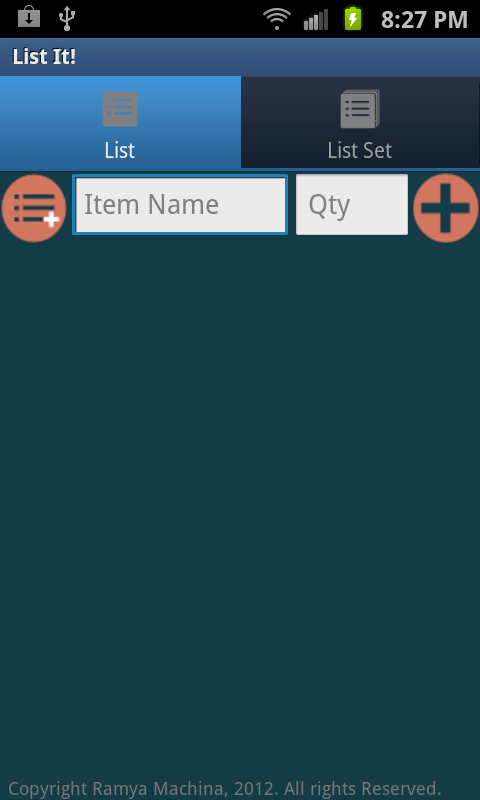 8:27 PM
List It!
List
List Set
Item Name
Qty
Copyright Ramya Machina, 2012. All rights Reserved.